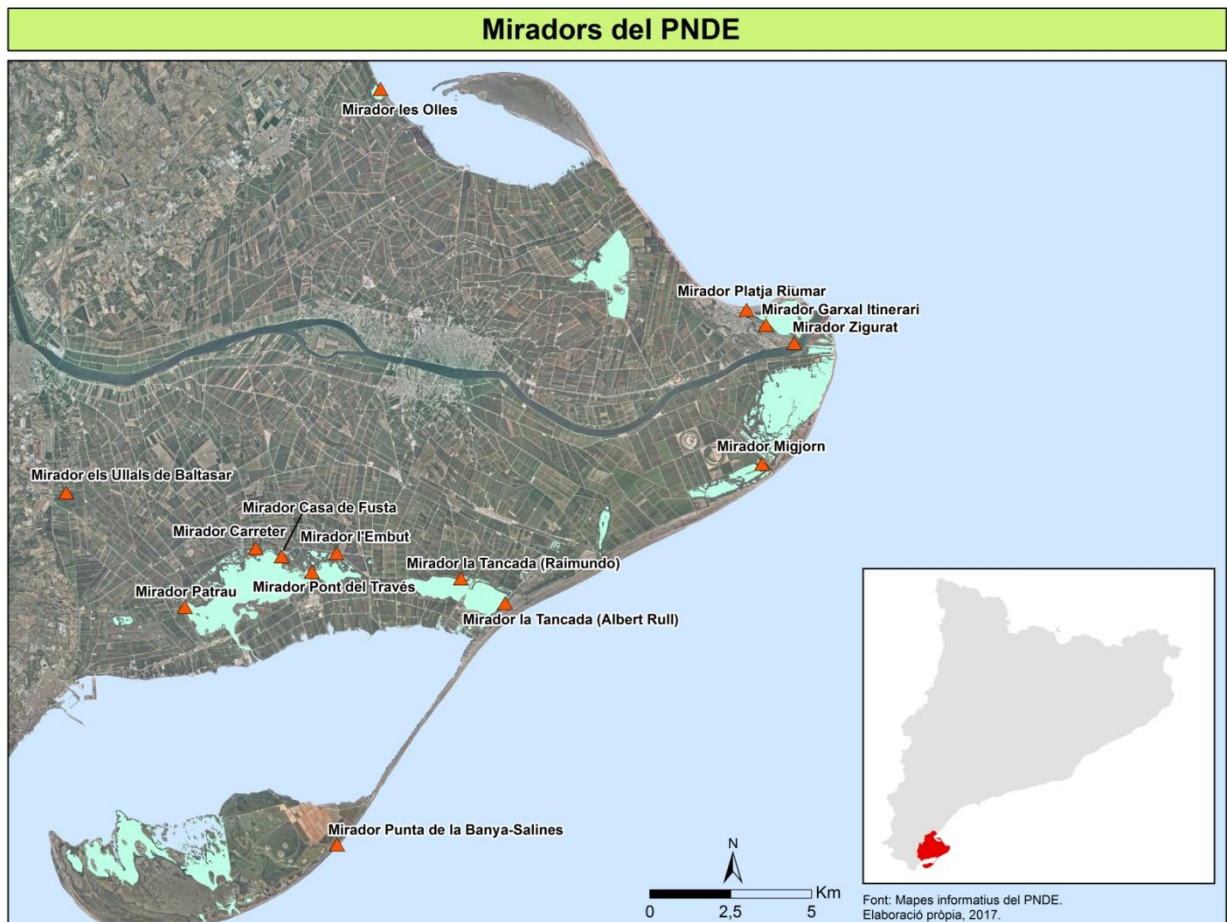 Miradors del PNDE
Mirador les Olles
Mirador Platja Riumar
Mirador Garxal Itinerari
Mirador Zigurat
Mirador Migjorn
Mirador els Ullals de Baltasar
Mirador Casa de Fusta
Mirador Carreter
Mirador l'Embut
Mirador la Tancada (Raimundo)
Mirador Pont del Través
Mirador Patrau
Mirador la Tancada (Albert Rull)
Mirador Punta de la Banya-Salines
N
Km
0 2,5 5
Font: Mapes informatius del PNDE.
Elaboració pròpia, 2017.